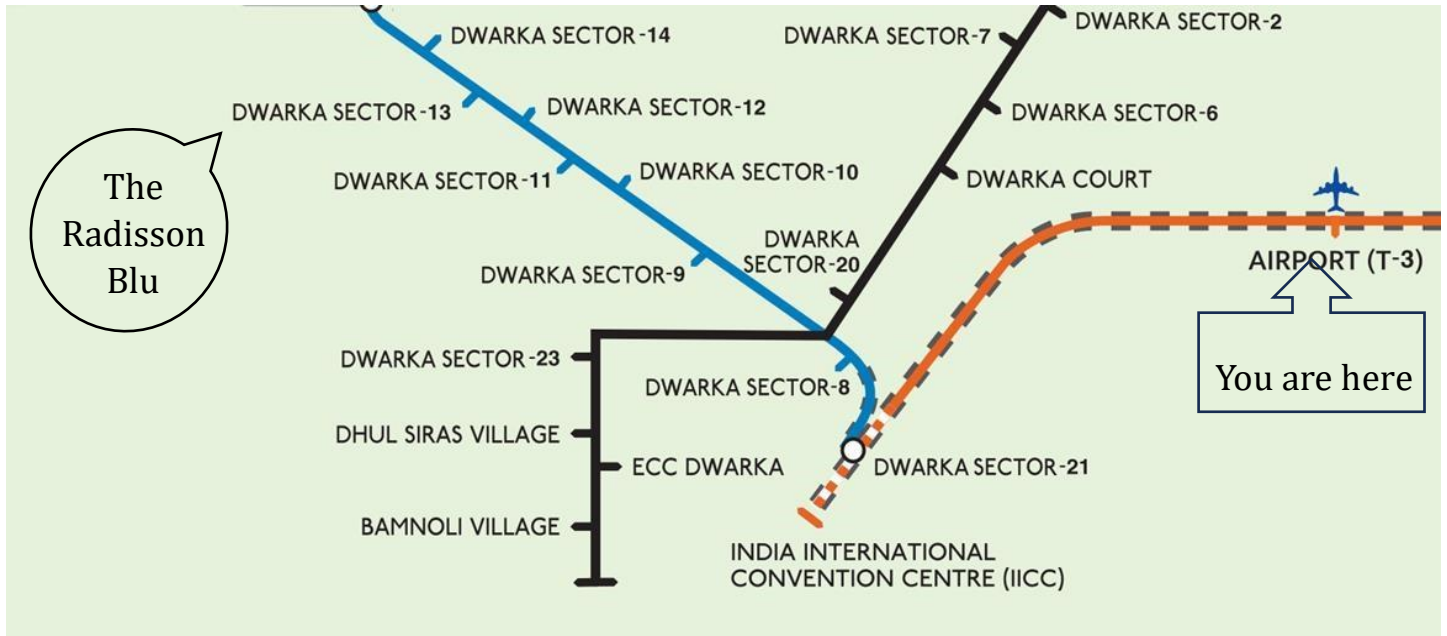 DWARKA SECTOR-14
DWARKA SECTOR-7
DWARKA SECTOR-2
DWARKA SECTOR-13
DWARKA SECTOR-12
DWARKA SECTOR-6
The
Radisson
Blu
DWARKA SECTOR-11
DWARKA SECTOR-10
DWARKA COURT
DWARKA
SECTOR-20
DWARKA SECTOR-9
AIRPORT (T-3)
You are here
DWARKA SECTOR-23
DWARKA SECTOR-8
DHUL SIRAS VILLAGE
ECC DWARKA
DWARKA SECTOR-21
BAMNOLI VILLAGE
INDIA INTERNATIONAL
CONVENTION CENTRE (IICC)